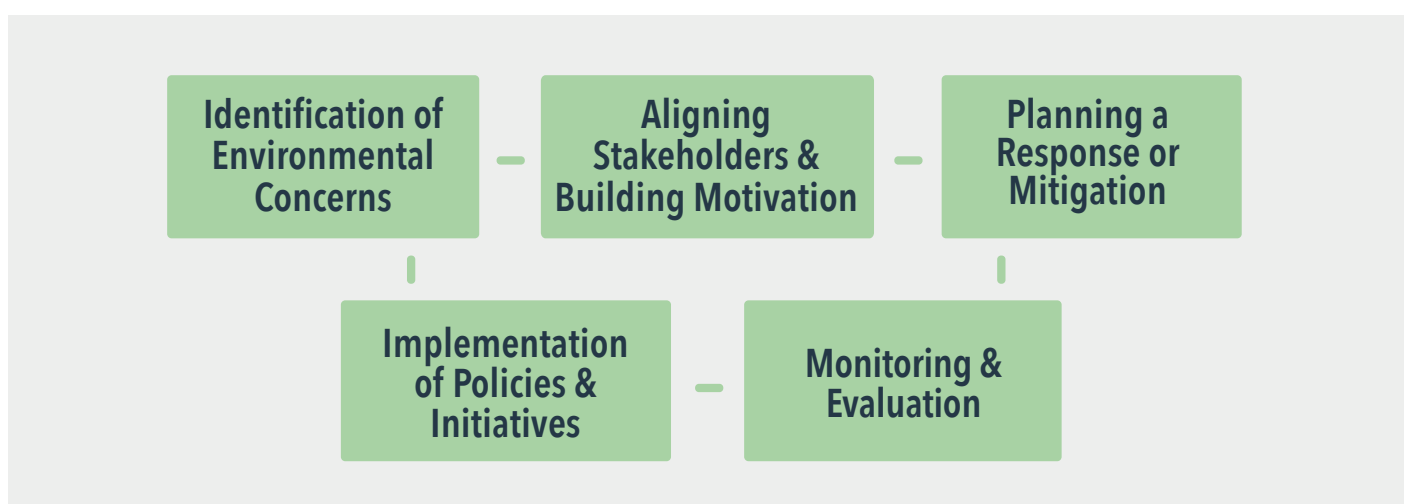 Identification of
Environmental
Concerns
Aligning
Stakeholders &
Building Motivation
Planning a
Response or
Mitigation
Implementation
of Policies &
Initiatives
Monitoring &
Evaluation